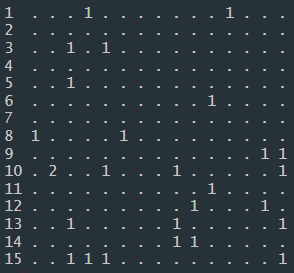 1 . . . 1 . . . . . . . 1 . . .
2 . . . . . . . . . . . . . . .
3 . . 1 . 1 . . . . . . . . . .
4 . . . . . . . . . . . . . . .
5 . . 1 . . . . . . . . . . . .
6 . . . . . . . . . . 1 . . . .
7 . . . . . . . . . . . . . . .
8 1 . . . . 1 . . . . . . . . .
9 . . . . . . . . . . . . . 1 1
10 . 2 . . 1 . . . 1 . . . . . 1
11 . . . . . . . . . . 1 . . . .
12 . . . . . . . . . 1 . . . 1 .
13 . . 1 . . . . . 1 . . . . . 1
14 . . . . . . . . 1 1 . . . . .
15 . . 1 1 1 . . . . . . . . . 1